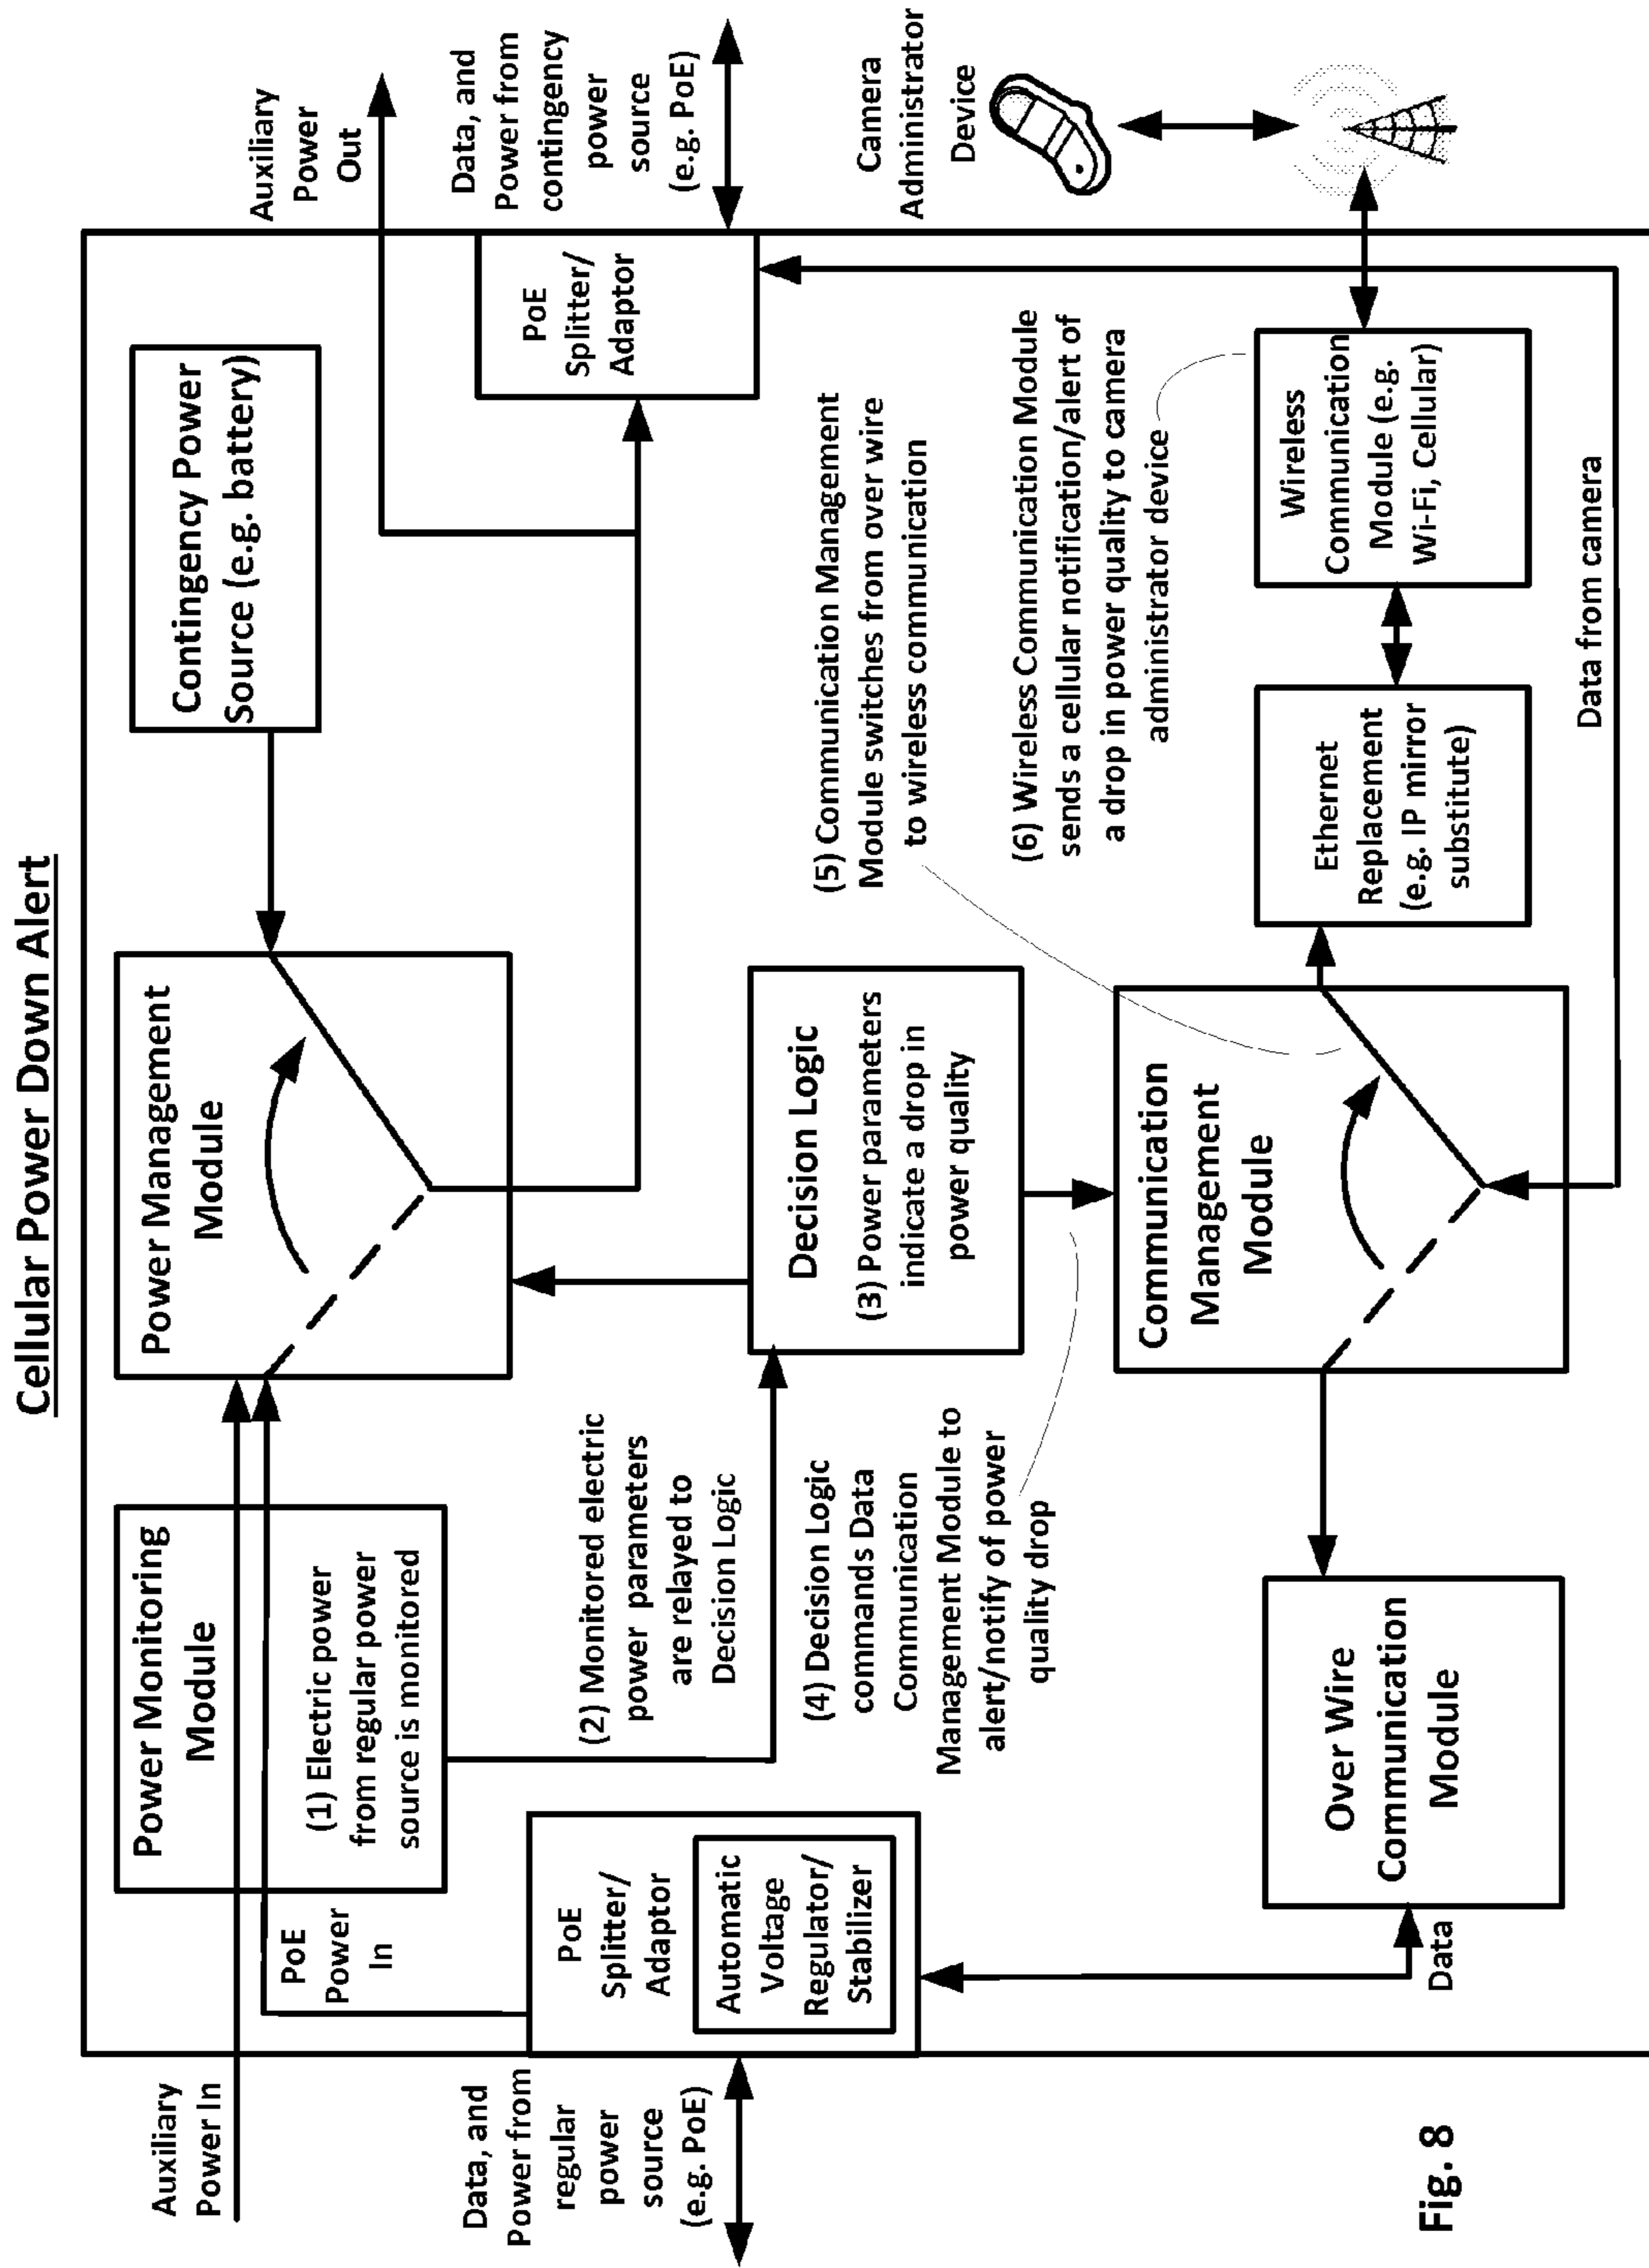 Cellular Power Down Alert
Auxiliary
Power In
Power Monitoring
Module
(1) Electric power
from regular power
source is monitored
Power Management
Module
Contingency Power
Source (e.g. battery)
Auxiliary
Power
Out
PoE
Power
In
Data, and
Power from
regular
power
source
(e.g. PoE)
PoE
Splitter/
Adaptor
Automatic
Voltage
Regulator/
Stabilizer
(2) Monitored electric
power parameters
are relayed to
Decision Logic
PoE
Splitter/
Adaptor
Data, and
Power from
contingency
power
source
(e.g. PoE)
Decision Logic
(3) Power parameters
indicate a drop in
power quality
(4) Decision Logic
commands Data
Communication
Management Module to
alert/notify of power
quality drop
(5) Communication Management
Module switches from over wire
to wireless communication
(6) Wireless Communication Module
sends a cellular notification/alert of
a drop in power quality to camera
administrator device
Camera
Administrator
Device
Communication
Management
Module
Over Wire
Communication
Module
Data
Ethernet
Replacement
(e.g. IP mirror
substitute)
Wireless
Communication
Module (e.g.
Wi-Fi, Cellular)
Data from camera
Fig. 8